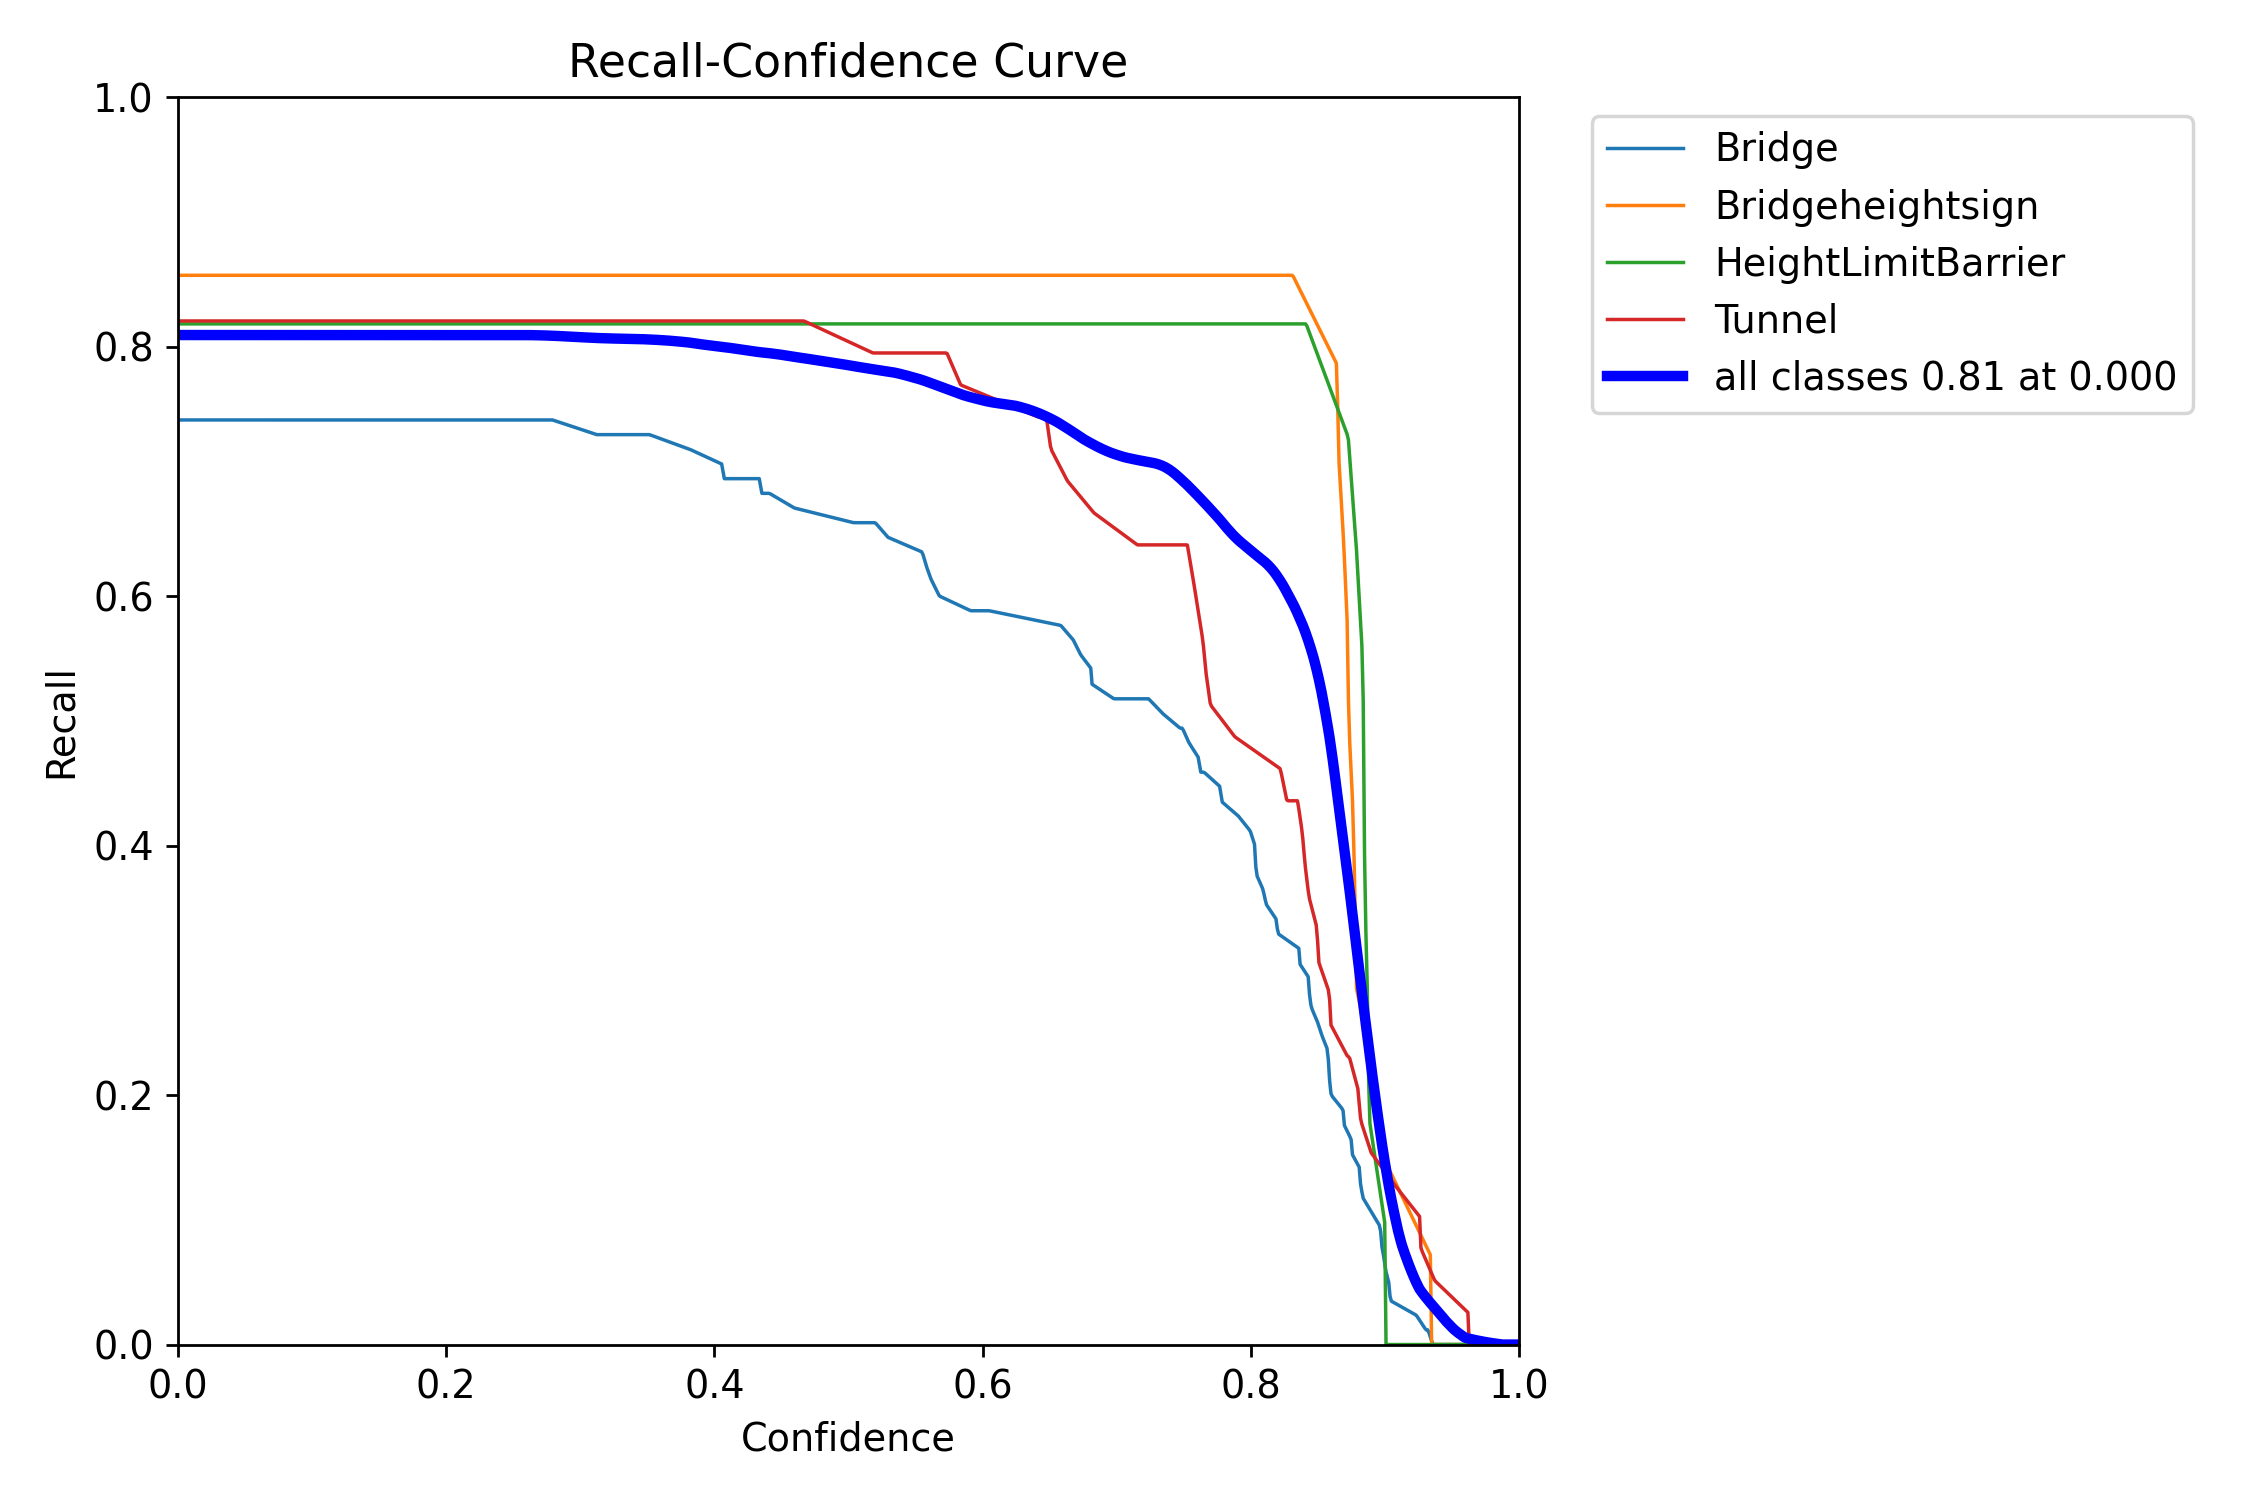 Recall-Confidence Curve
1.0
0.8
0.6
0.4
0.2
0.0
Recall
0.0 0.2 0.4 0.6 0.8 1.0
Confidence
Bridge
Bridgeheightsign
HeightLimitBarrier
Tunnel
all classes 0.81 at 0.000